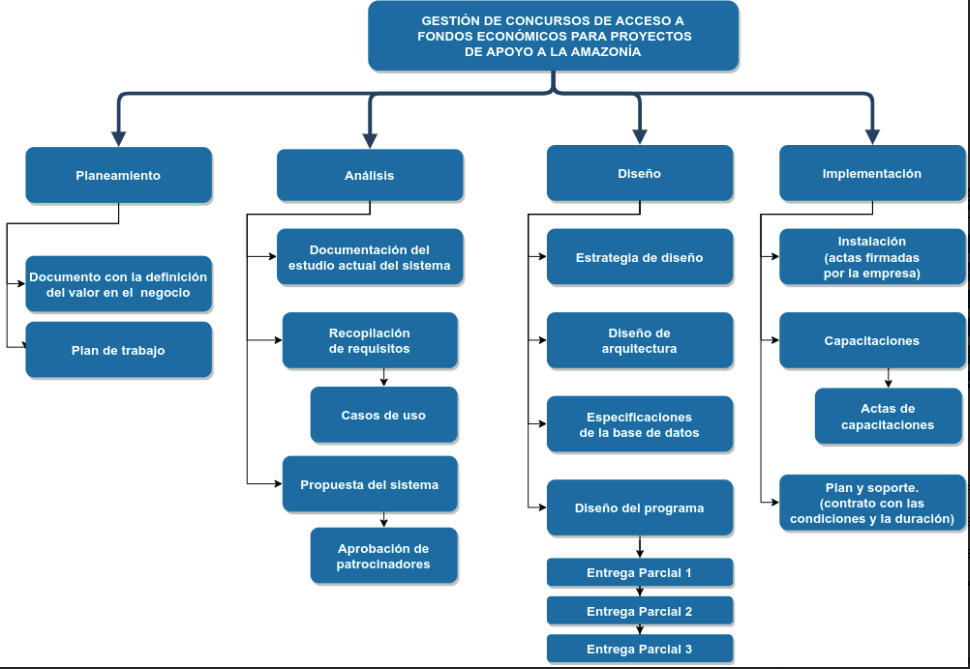 GESTIÓN DE CONCURSOS DE ACCESO A
FONDOS ECONÓMICOS PARA PROYECTOS
DE APOYO A LA AMAZONÍA
Planeamiento
Documento con la definición
del valor en el negocio
Plan de trabajo
Análisis
Documentación del
estudio actual del sistema
Recopilación
de requisitos
Casos de uso
Propuesta del sistema
Aprobación de
patrocinadores
Diseño
Estrategia de diseño
Diseño de
arquitectura
Especificaciones
de la base de datos
Diseño del programa
Entrega Parcial 1
Entrega Parcial 2
Entrega Parcial 3
Implementación
Instalación
(actas firmadas
por la empresa)
Capacitaciones
Actas de
capacitaciones
Plan y soporte.
(contrato con las
condiciones y la duración)